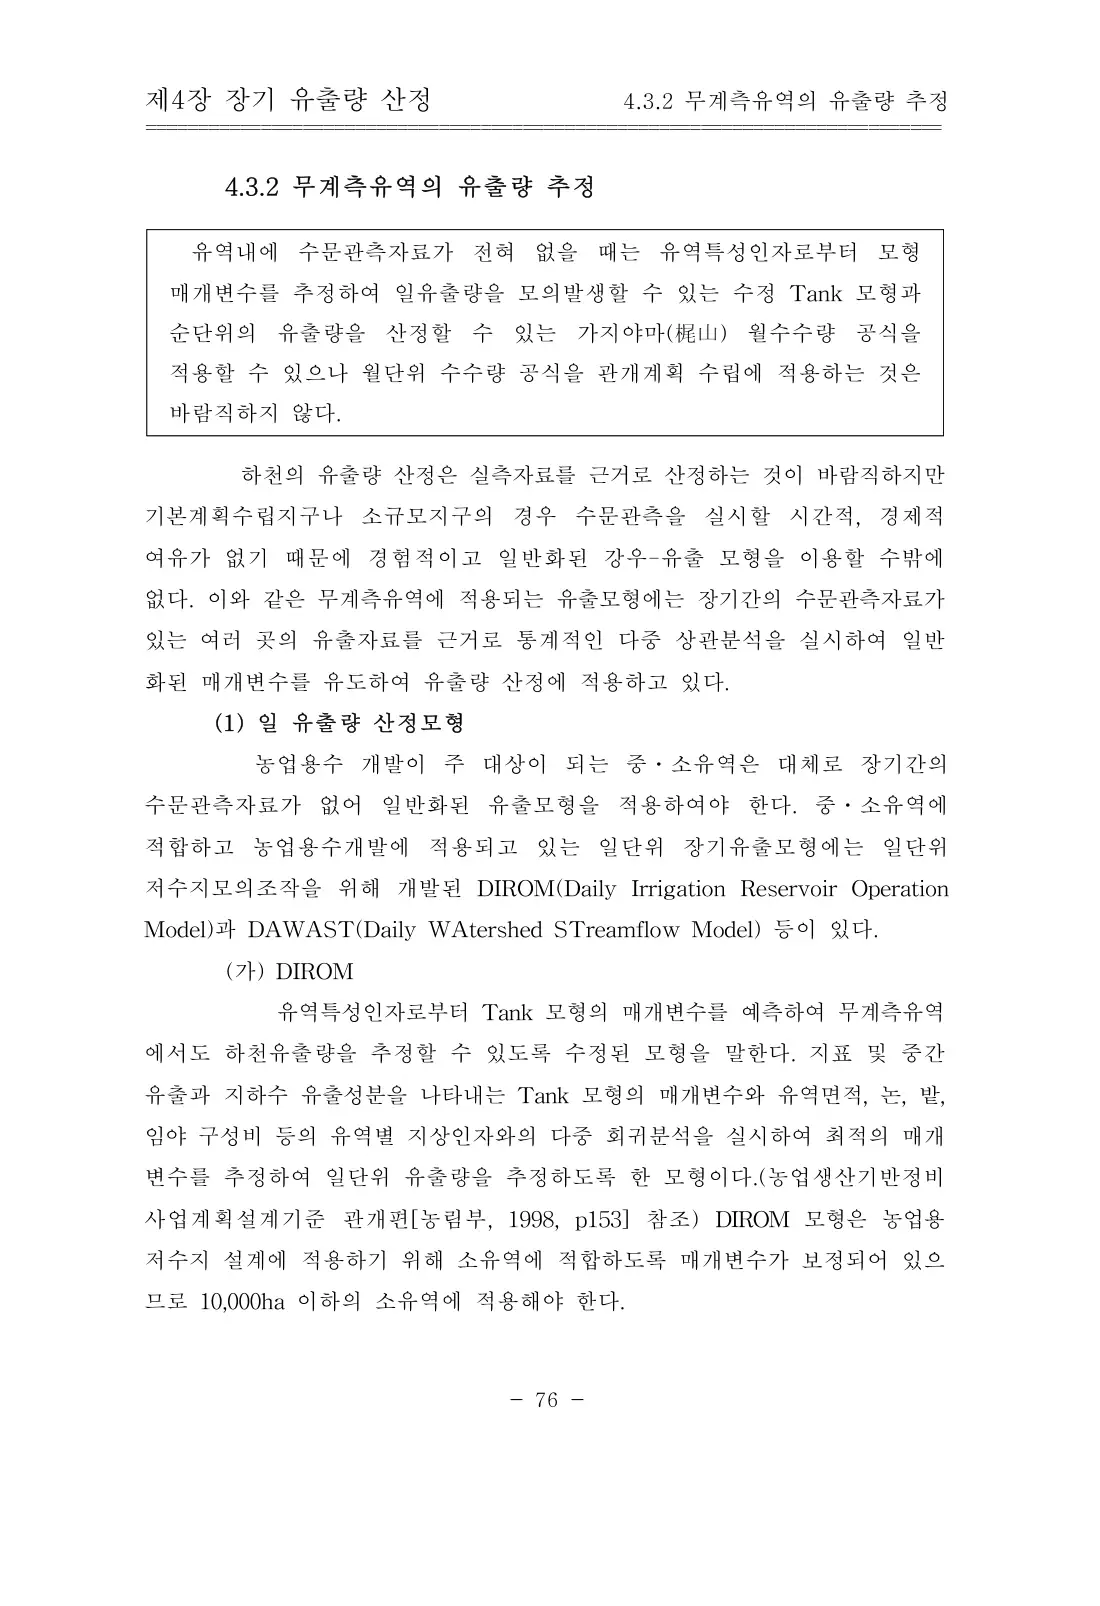 제4장 장기 유출량 산정 4.3.2 무계측유역의 유출량 추정
4.3.2 무계측유역의 유출량 추정
유역내에 수문관측자료가 전혀 없을 때는 유역특성인자로부터 모형
매개변수를 추정하여 일유출량을 모의발생할 수 있는 수정 Tank 모형과
순단위의 유출량을 산정할 수 있는 가지야마(梶山) 월수수량 공식을
적용할 수 있으나 월단위 수수량 공식을 관개계획 수립에 적용하는 것은
바람직하지 않다.
하천의 유출량 산정은 실측자료를 근거로 산정하는 것이 바람직하지만
기본계획수립지구나 소규모지구의 경우 수문관측을 실시할 시간적, 경제적
여유가 없기 때문에 경험적이고 일반화된 강우-유출 모형을 이용할 수밖에
없다. 이와 같은 무계측유역에 적용되는 유출모형에는 장기간의 수문관측자료가
있는 여러 곳의 유출자료를 근거로 통계적인 다중 상관분석을 실시하여 일반
화된 매개변수를 유도하여 유출량 산정에 적용하고 있다.
(1) 일 유출량 산정모형
농업용수 개발이 주 대상이 되는 중·소유역은 대체로 장기간의
수문관측자료가 없어 일반화된 유출모형을 적용하여야 한다. 중·소유역에
적합하고 농업용수개발에 적용되고 있는 일단위 장기유출모형에는 일단위
저수지모의조작을 위해 개발된 DIROM(Daily Irrigation Reservoir Operation
Model)과 DAWAST(Daily WAtershed STreamflow Model) 등이 있다.
(가) DIROM
유역특성인자로부터 Tank 모형의 매개변수를 예측하여 무계측유역
에서도 하천유출량을 추정할 수 있도록 수정된 모형을 말한다. 지표 및 중간
유출과 지하수 유출성분을 나타내는 Tank 모형의 매개변수와 유역면적, 논, 밭,
임야 구성비 등의 유역별 지상인자와의 다중 회귀분석을 실시하여 최적의 매개
변수를 추정하여 일단위 유출량을 추정하도록 한 모형이다.(농업생산기반정비
사업계획설계기준 관개편[농림부, 1998, p153] 참조) DIROM 모형은 농업용
저수지 설계에 적용하기 위해 소유역에 적합하도록 매개변수가 보정되어 있으
므로 10,000ha 이하의 소유역에 적용해야 한다.
- 76 -